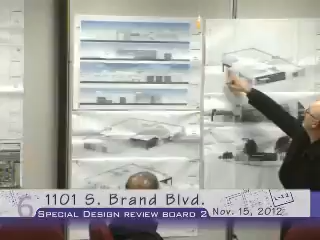 6
1101 S. Brand Blvd.
Special Design review board 2
Nov. 15, 2012